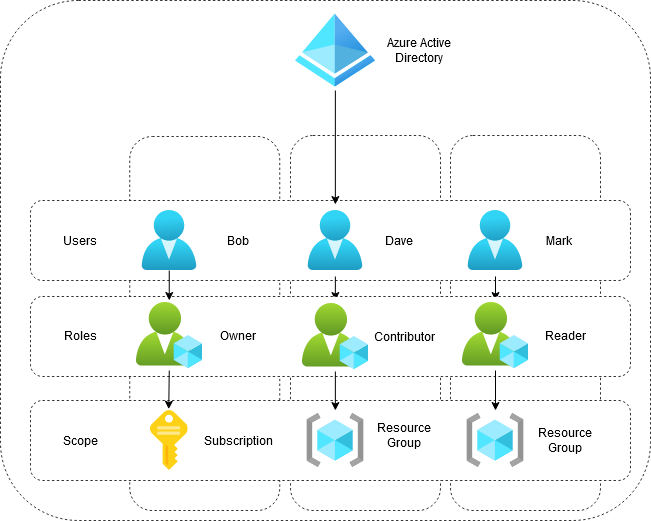 Azure Active
Directory
Users
Bob
Dave
Mark
Roles
Owner
Contributor
Reader
Scope
Subscription
Resource
Group
Resource
Group